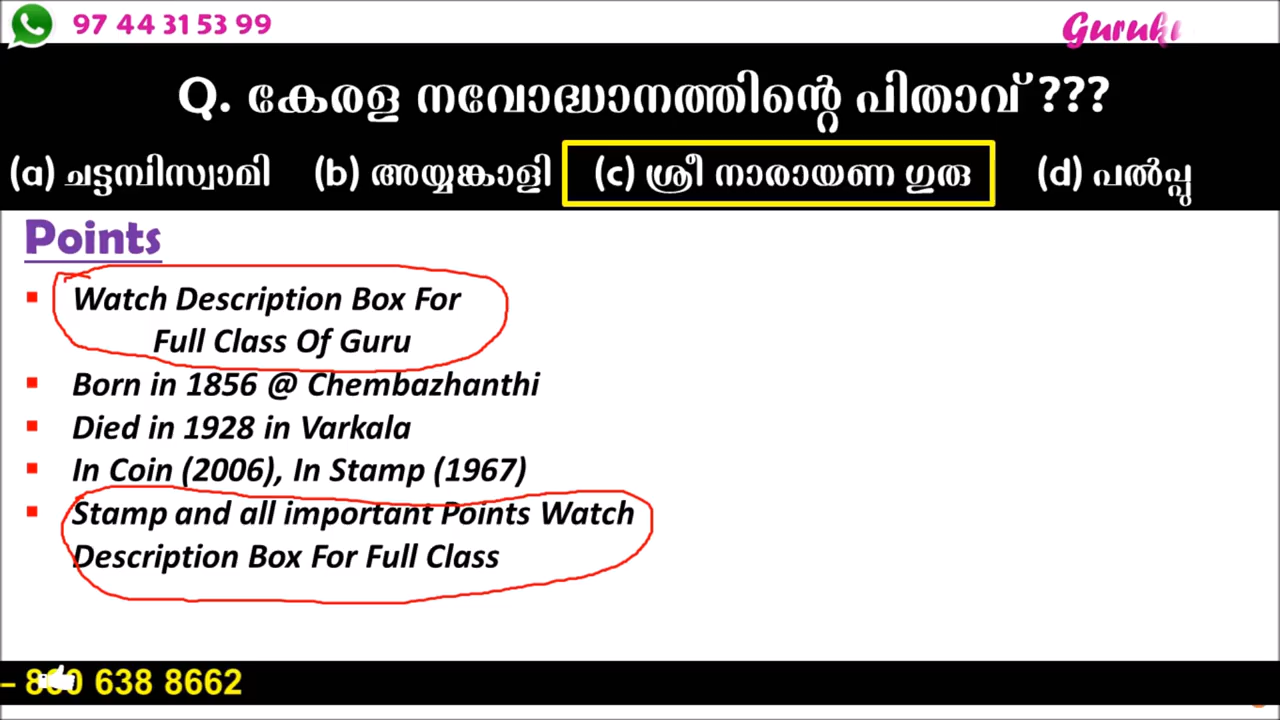 97 44 31 53 99
Q. കേരള നവോദ്ധാനത്തിന്റെ പിതാവ് ???
(a) ചട്ടമ്പിസ്വാമി (b) അയ്യങ്കാളി (c) ശ്രീ നാരായണ ഗുരു (d) പൽപ്പു
Points
Watch Description Box For
Full Class Of Guru
Born in 1856 @ Chembazhanthi
Died in 1928 in Varkala
In Coin (2006), In Stamp (1967)
Stamp and all important Points Watch
Description Box For Full Class
638 8662